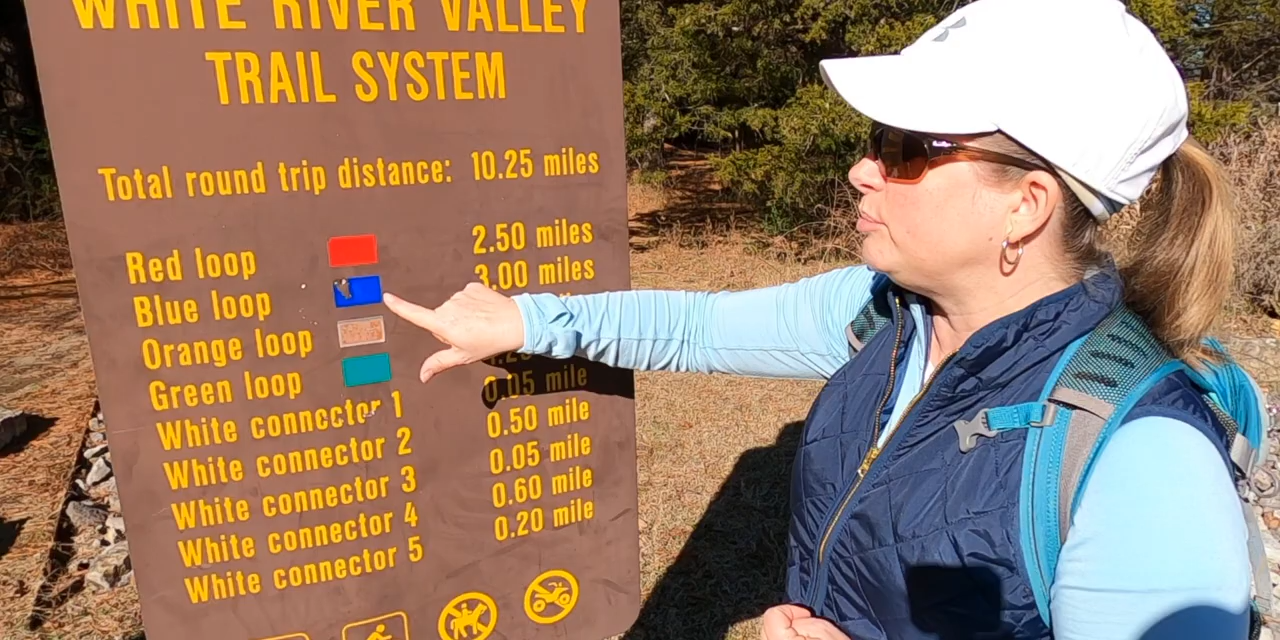 WHITE RIVER VALLEY
TRAIL SYSTEM
Total round trip distance: 10.25 miles
Red loop 2.50 miles
Blue loop 3.00 miles
Orange loop
Green loop
White connector 1 0.05 mile
White connector 2 0.50 mile
White connector 3 0.05 mile
White connector 4 0.60 mile
White connector 5 0.20 mile